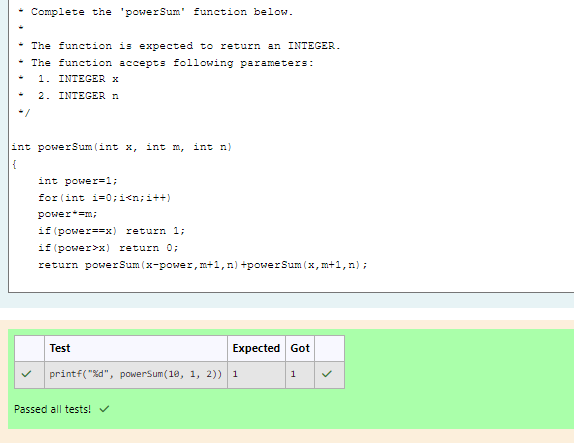 * Complete the 'powerSum' function below.
*
* The function is expected to return an INTEGER.
* The function accepts following parameters:
*  1. INTEGER x
*  2. INTEGER n
*/
int powerSum(int x, int m, int n)
{
    int power=1;
    for(int i=0;i<n;i++)
    power*=m;
    if(power==x) return 1;
    if(power>x) return 0;
    return powerSum(x-power,m+1,n)+powerSum(x,m+1,n);
Test Expected Got
✓ printf("%d", powerSum(10, 1, 2)) 1 1 ✓
Passed all tests! ✓